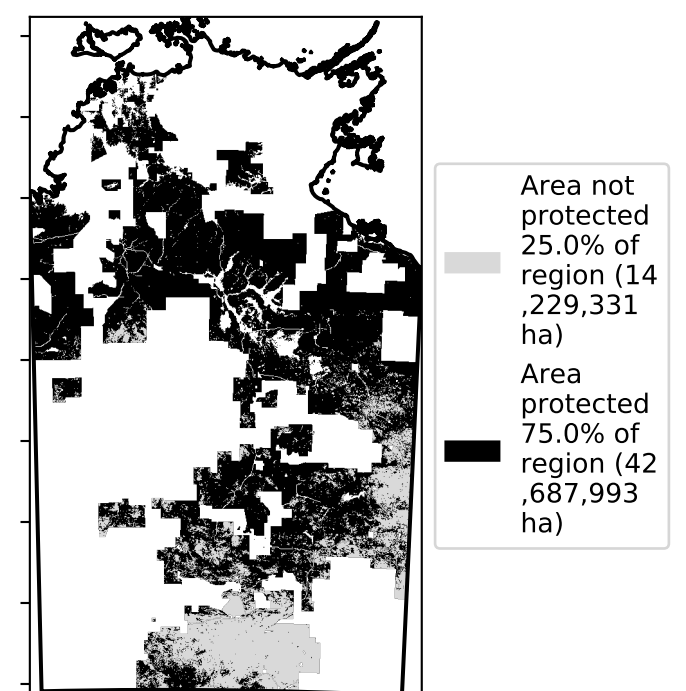 Area not
protected
25.0% of
region (14
,229,331
ha)
Area
protected
75.0% of
region (42
,687,993
ha)